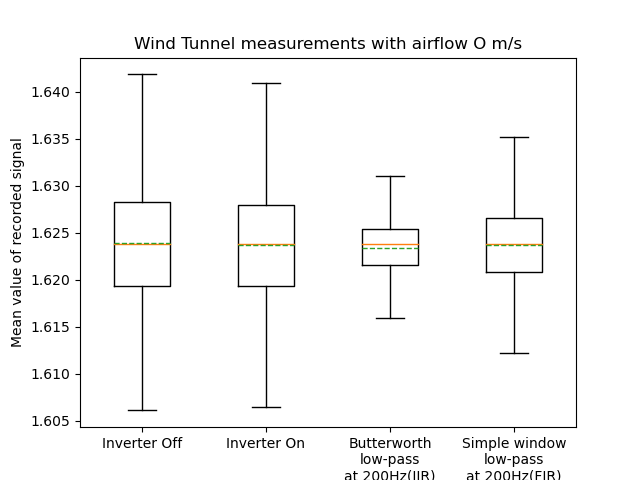 Wind Tunnel measurements with airflow O m/s
Mean value of recorded signal
1.640
1.635
1.630
1.625
1.620
1.615
1.610
1.605
Inverter Off
Inverter On
Butterworth
low-pass
at 200Hz(IIR)
Simple window
low-pass
at 200Hz(FIR)